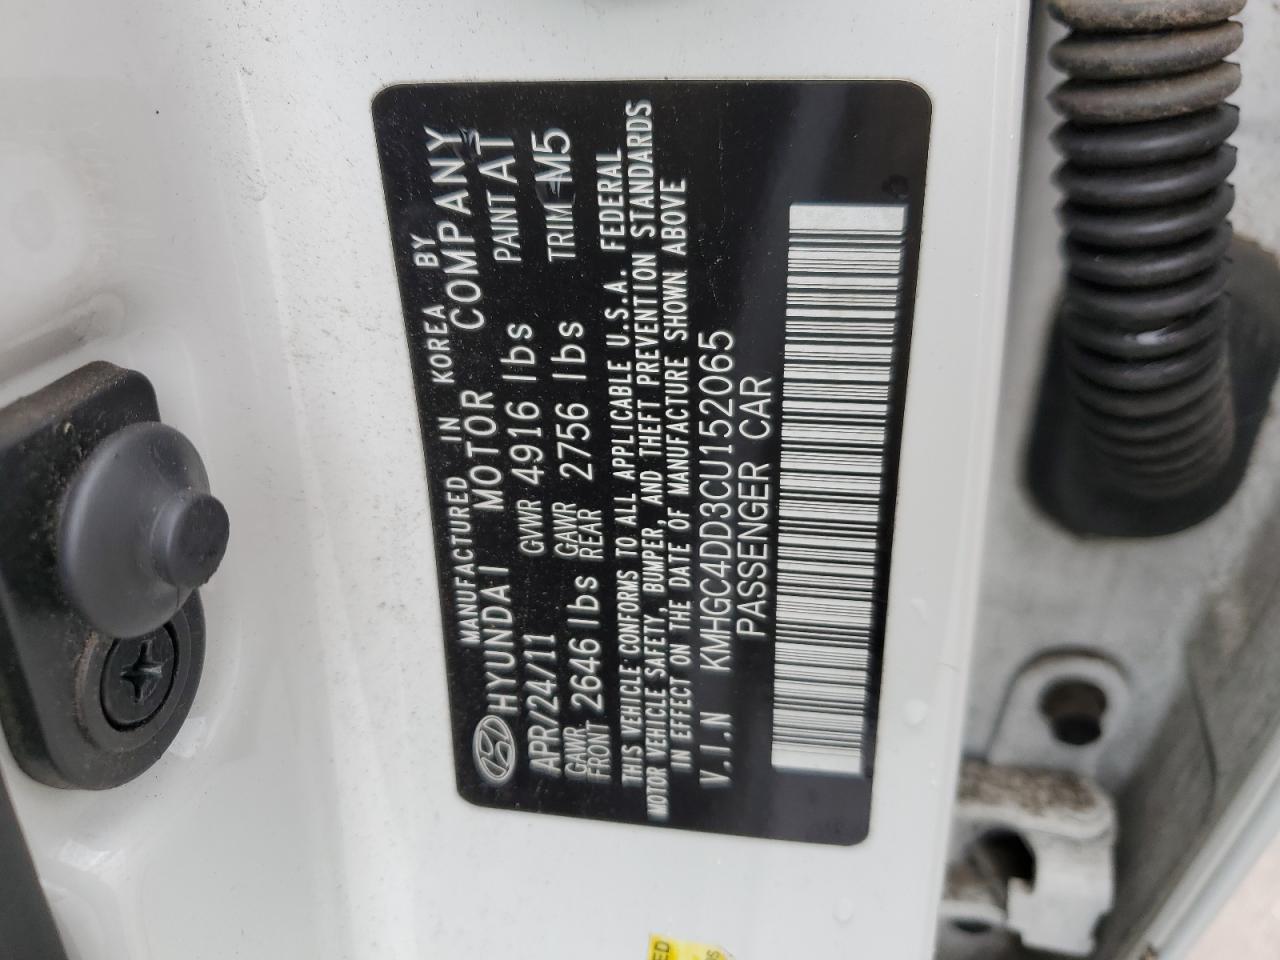 MANUFACTURED IN KOREA BY
HYUNDAI MOTOR COMPANY
APR/24/11 GVWR 4916 lbs PAINT AT
GAWR FRONT 2646 lbs GAWR REAR 2756 lbs TRIM M5
THIS VEHICLE CONFORMS TO ALL APPLICABLE U.S.A. FEDERAL
MOTOR VEHICLE SAFETY, BUMPER, AND THEFT PREVENTION STANDARDS
IN EFFECT ON THE DATE OF MANUFACTURE SHOWN ABOVE
V.I.N KMHGC4DD3CU152065
PASSENGER CAR